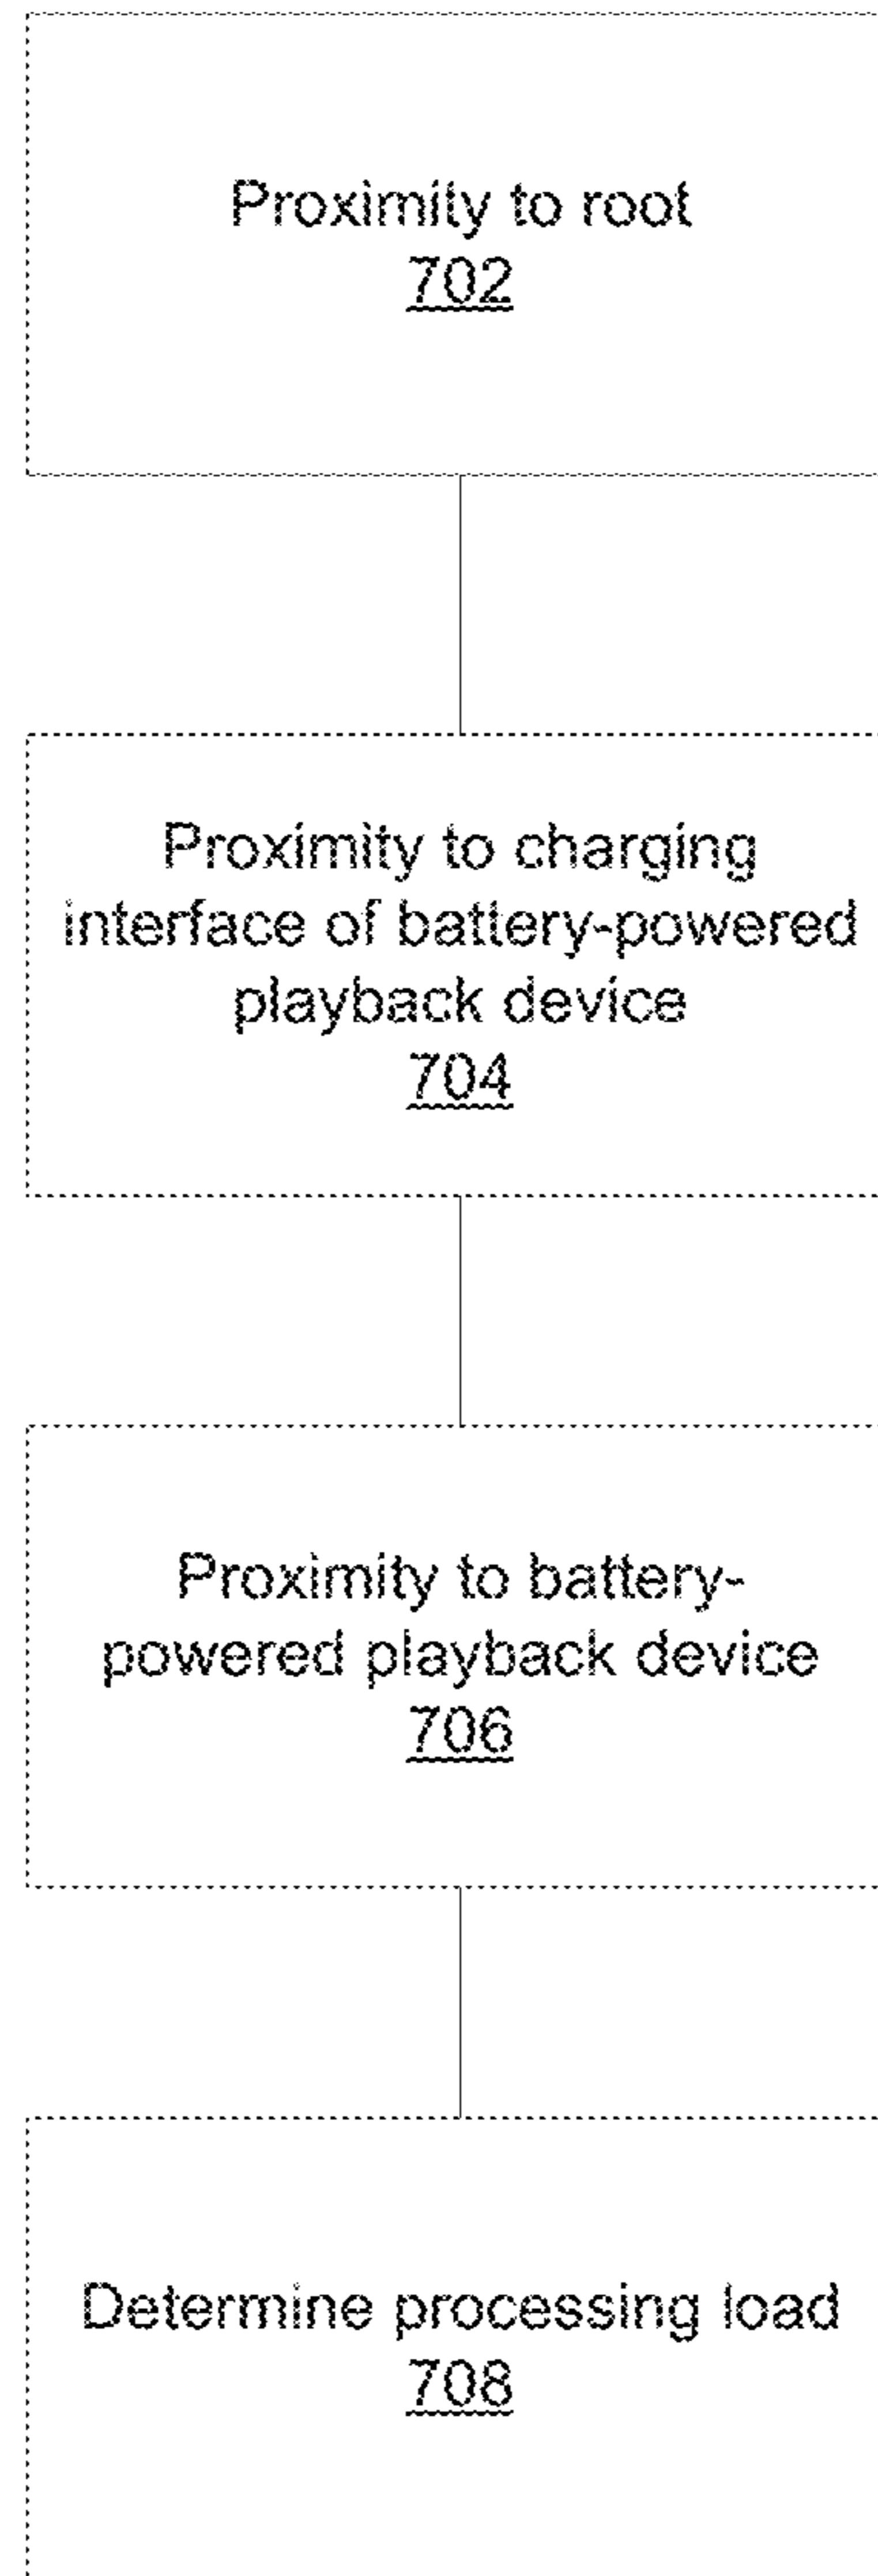 Proximity to root
702
Proximity to charging
interface of battery-powered
playback device
704
Proximity to battery-
powered playback device
706
Determine processing load
708